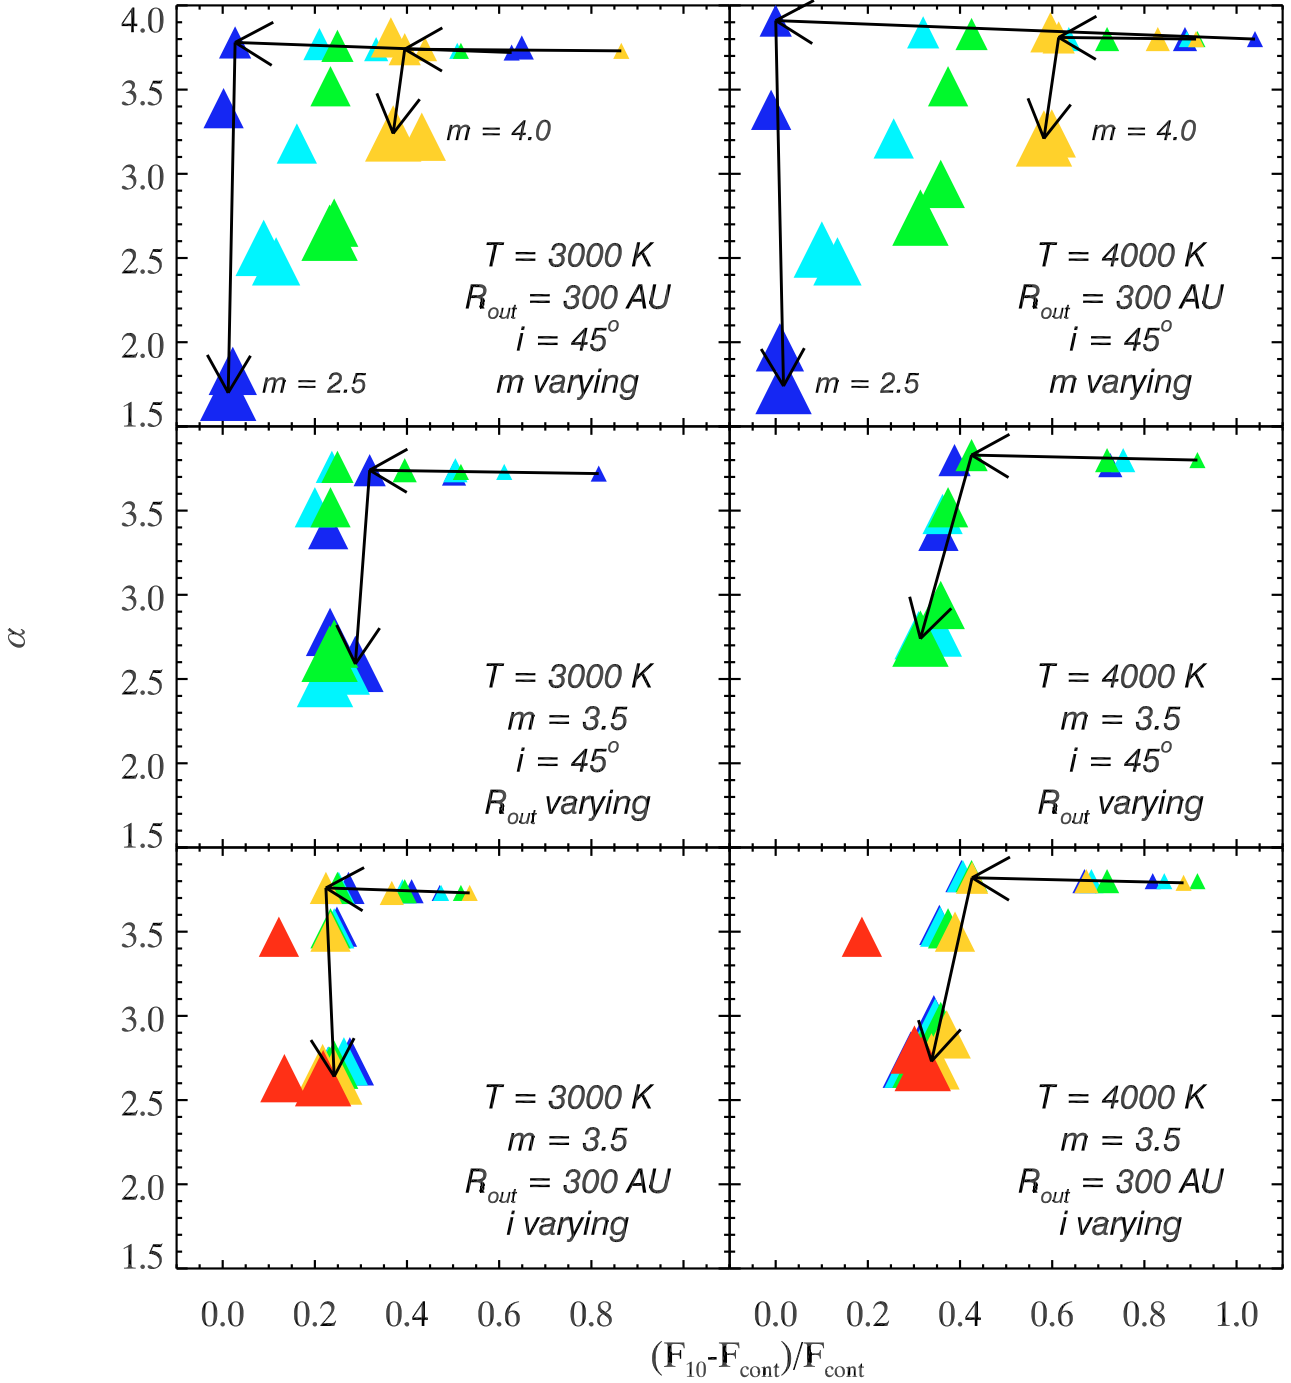 4.0
3.5
3.0
2.5
2.0
1.5
m = 4.0
m = 2.5
T = 3000 K
R_out = 300 AU
i = 45°
m varying
m = 4.0
m = 2.5
T = 4000 K
R_out = 300 AU
i = 45°
m varying
α
3.5
3.0
2.5
2.0
1.5
T = 3000 K
m = 3.5
i = 45°
R_out varying
T = 4000 K
m = 3.5
i = 45°
R_out varying
3.5
3.0
2.5
2.0
1.5
T = 3000 K
m = 3.5
R_out = 300 AU
i varying
T = 4000 K
m = 3.5
R_out = 300 AU
i varying
0.0 0.2 0.4 0.6 0.8 0.0 0.2 0.4 0.6 0.8 1.0
(F_10-F_cont)/F_cont